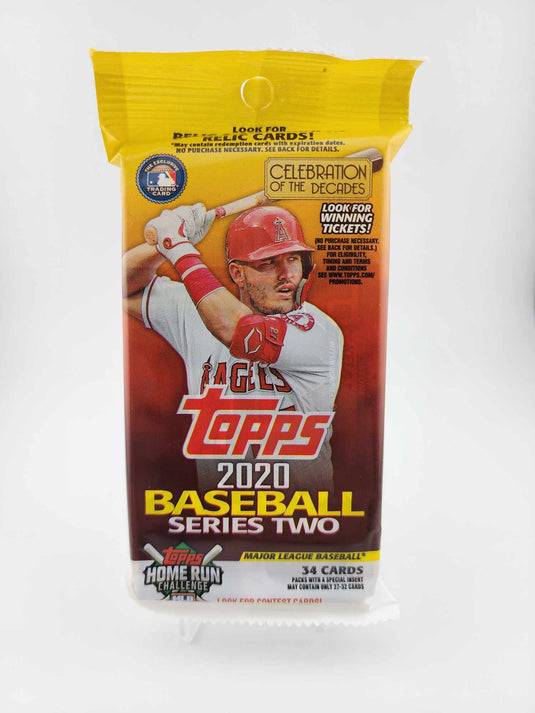 LOOK FOR
RELIC CARDS!
*May contain redemption cards with expiration dates.
NO PURCHASE NECESSARY. SEE BACK FOR DETAILS.
THE EXCLUSIVE
TRADING
CARD
CELEBRATION
OF THE DECADES
LOOK FOR
WINNING
TICKETS!
(NO PURCHASE NECESSARY.
SEE BACK FOR DETAILS.)
FOR ELIGIBILITY,
TIMING AND TERMS
AND CONDITIONS
SEE WWW.TOPPS.COM/
PROMOTIONS.
A
ANGELS
TOPPS
2020
BASEBALL
SERIES TWO
MAJOR LEAGUE BASEBALL®
TOPPS
HOME RUN
CHALLENGE
MLB
34 CARDS
PACKS WITH A SPECIAL INSERT
MAY CONTAIN ONLY 27-32 CARDS
LOOK FOR CONTEST CARDS!